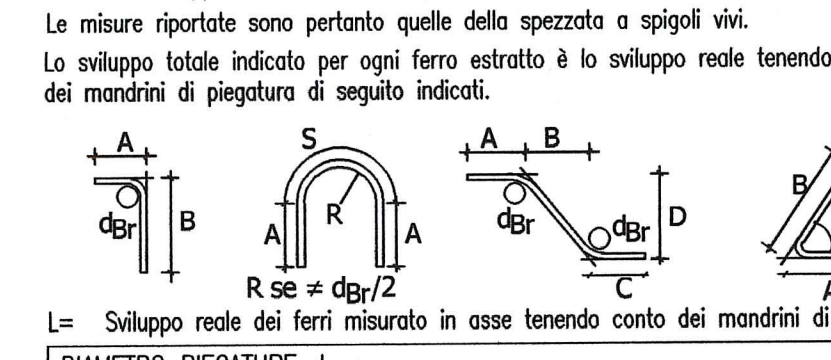 Le misure riportate sono pertanto quelle della spezzata a spigoli vivi.
Lo sviluppo totale indicato per ogni ferro estratto è lo sviluppo reale tenendo
dei mandrini di piegatura di seguito indicati.
A
dBr
B
S
R
A
A
R se ≠ dBr/2
A
B
dBr
dBr
D
C
B
L= Sviluppo reale dei ferri misurato in asse tenendo conto dei mandrini di
DIAMETRO PIEGATURE